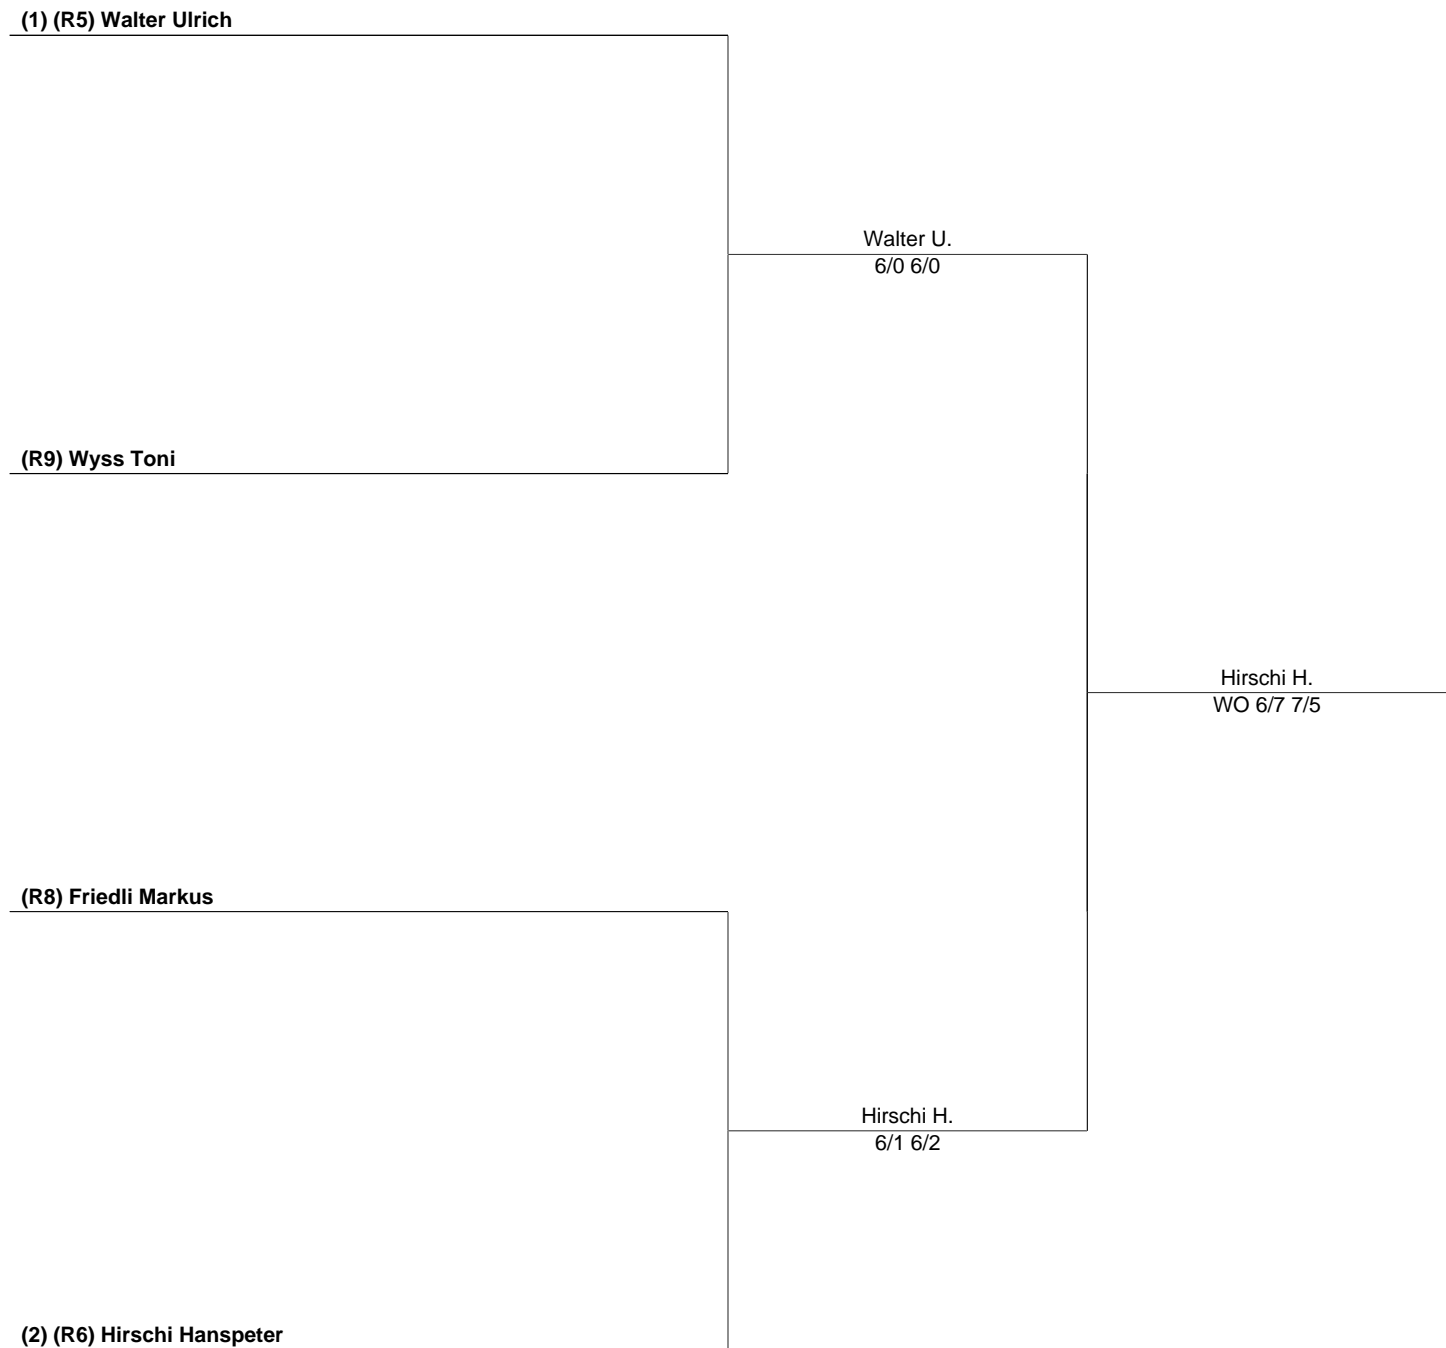 (1) (R5) Walter Ulrich
Walter U.
6/0 6/0
(R9) Wyss Toni
Hirschi H.
WO 6/7 7/5
(R8) Friedli Markus
Hirschi H.
6/1 6/2
(2) (R6) Hirschi Hanspeter